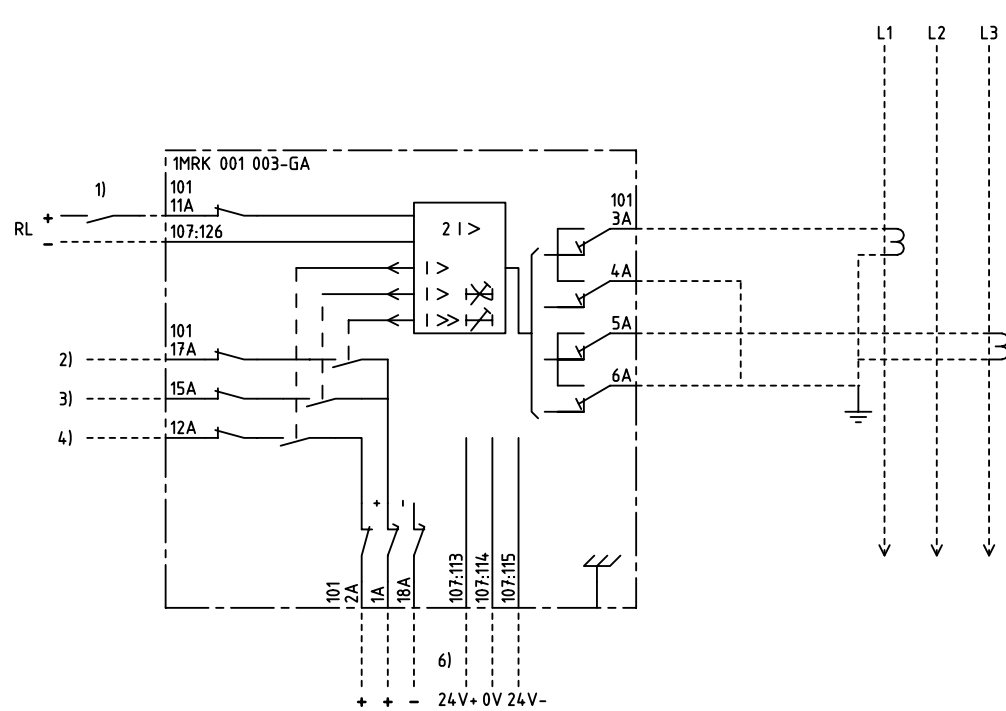 L1 L2 L3
1MRK 001 003-GA
1)
101
11A
RL + -
107:126
2 I >
I >
I >
I >>
101
3A
4A
5A
6A
101
17A
2)
15A
3)
12A
4)
+ -
101
2A
1A
18A
107:113
107:114
107:115
6)
+ + - 24V+ 0V 24V-